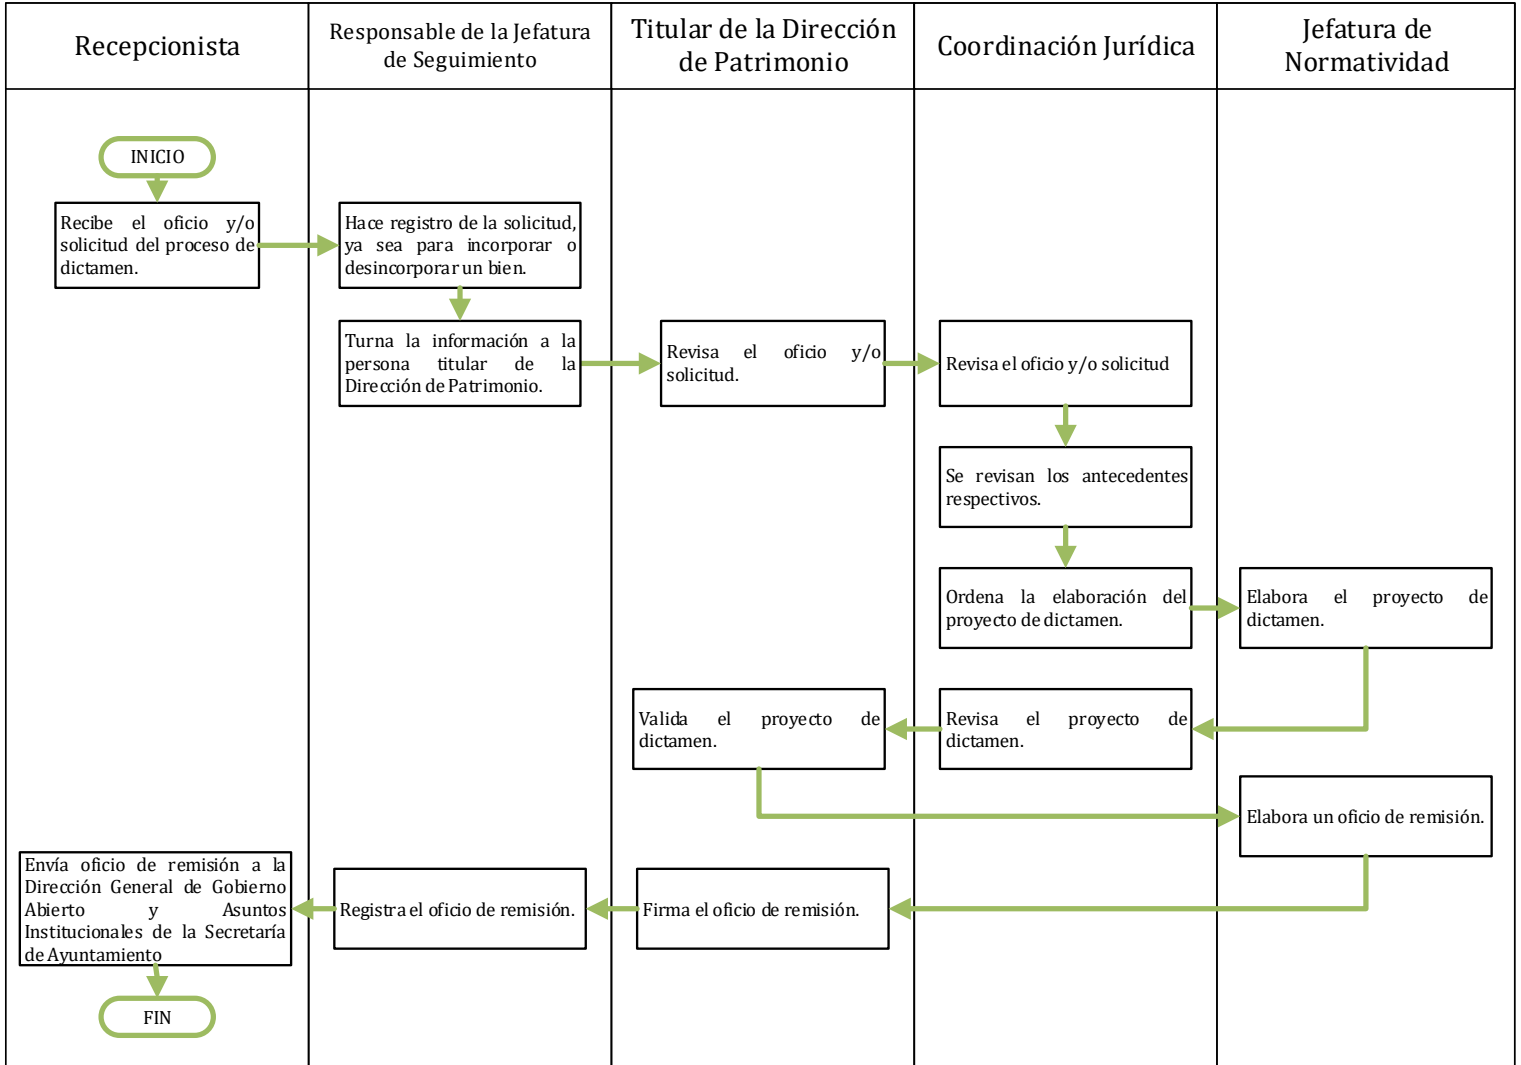 Recepcionista
Responsable de la Jefatura
de Seguimiento
Titular de la Dirección
de Patrimonio
Coordinación Jurídica
Jefatura de
Normatividad
INICIO
Recibe el oficio y/o
solicitud del proceso de
dictamen.
Hace registro de la solicitud,
ya sea para incorporar o
desincorporar un bien.
Turna la información a la
persona titular de la
Dirección de Patrimonio.
Revisa el oficio y/o
solicitud.
Revisa el oficio y/o solicitud
Se revisan los antecedentes
respectivos.
Ordena la elaboración del
proyecto de dictamen.
Elabora el proyecto de
dictamen.
Valida el proyecto de
dictamen.
Revisa el proyecto de
dictamen.
Elabora un oficio de remisión.
Envía oficio de remisión a la
Dirección General de Gobierno
Abierto y Asuntos
Institucionales de la Secretaría
de Ayuntamiento
Registra el oficio de remisión.
Firma el oficio de remisión.
FIN